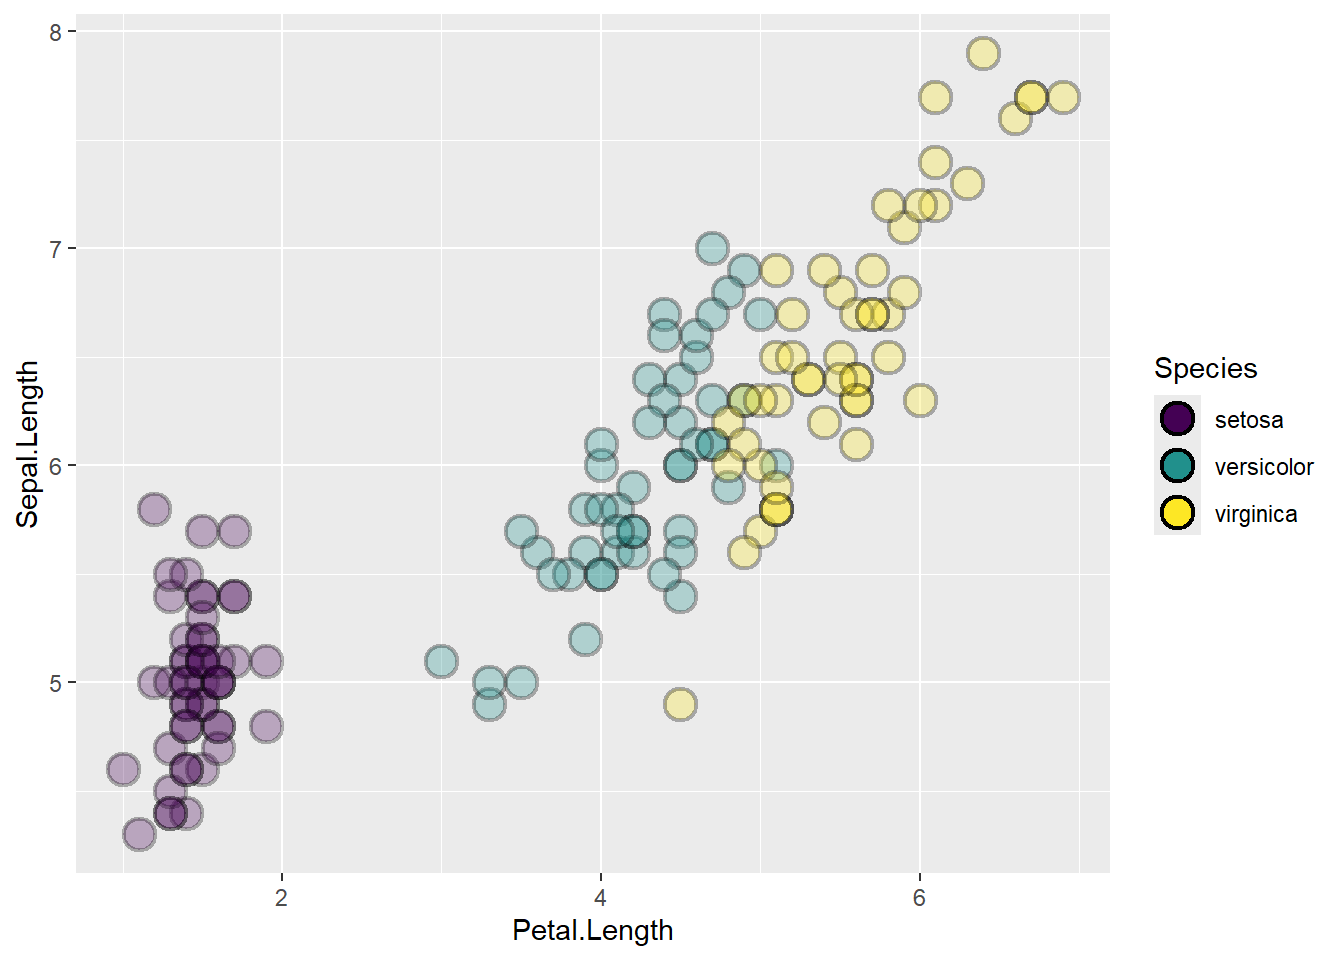 8
7
6
5
Sepal.Length
2 4 6
Petal.Length
Species
setosa
versicolor
virginica